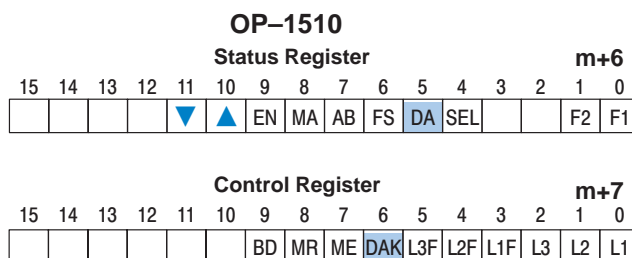 OP–1510
Status Register m+6
15 14 13 12 11 10 9 8 7 6 5 4 3 2 1 0
EN MA AB FS DA SEL F2 F1
Control Register m+7
15 14 13 12 11 10 9 8 7 6 5 4 3 2 1 0
BD MR ME DAK L3F L2F L1F L3 L2 L1